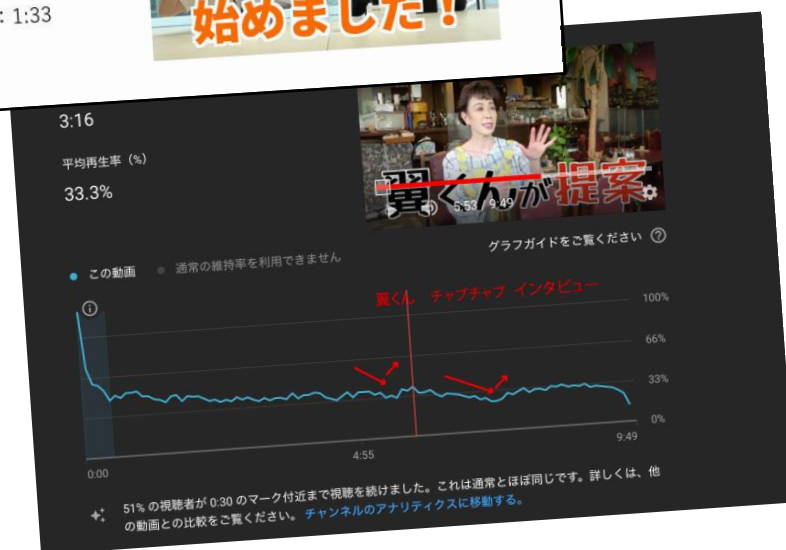 : 1:33
始めました！
3:16
平均再生率（%）
33.3%
翼くんが提案
5:53 / 9:49
グラフガイドをご覧ください
この動画
通常の維持率を利用できません
翼くん チャプチャプ インタビュー
100%
66%
33%
0%
0:00
4:55
9:49
51% の視聴者が 0:30 のマーク付近まで視聴を続けました。これは通常とほぼ同じです。詳しくは、他
の動画との比較をご覧ください。 チャンネルのアナリティクスに移動する。